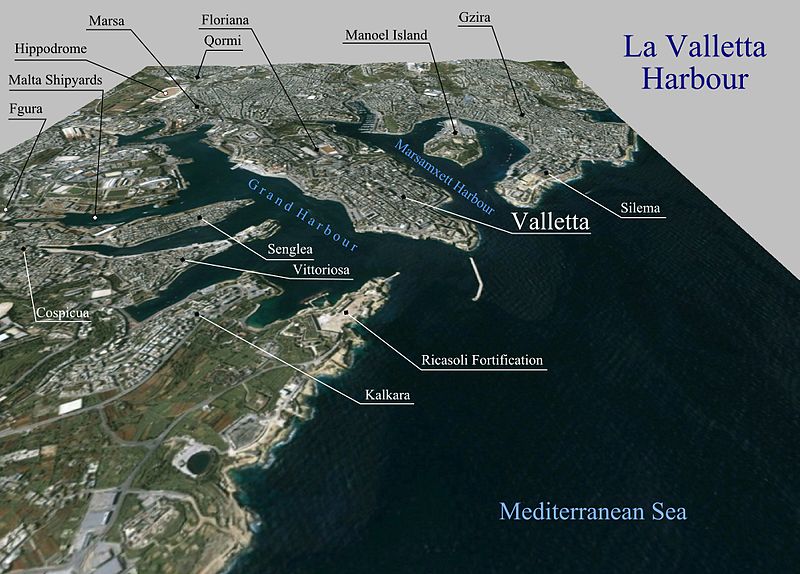 La Valletta
Harbour
Gzira
Floriana
Marsa
Manoel Island
Qormi
Hippodrome
Malta Shipyards
Fgura
Marsamxett Harbour
Grand Harbour
Silema
Valletta
Senglea
Vittoriosa
Cospicua
Ricasoli Fortification
Kalkara
Mediterranean Sea